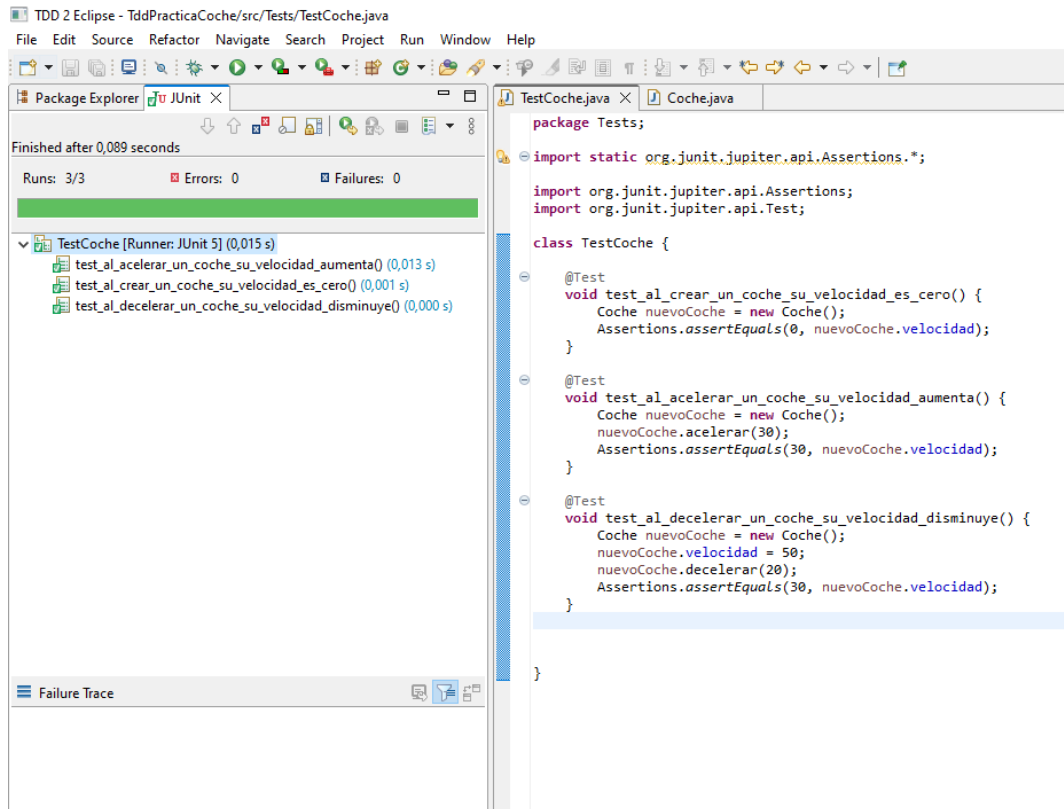 TDD 2 Eclipse - TddPracticaCoche/src/Tests/TestCoche.java
File Edit Source Refactor Navigate Search Project Run Window Help
Package Explorer JUnit
Finished after 0,089 seconds
Runs: 3/3 Errors: 0 Failures: 0
TestCoche [Runner: JUnit 5] (0,015 s)
test_al_acelerar_un_coche_su_velocidad_aumenta() (0,013 s)
test_al_crear_un_coche_su_velocidad_es_cero() (0,001 s)
test_al_decelerar_un_coche_su_velocidad_disminuye() (0,000 s)
Failure Trace
TestCoche.java Coche.java
package Tests;
import static org.junit.jupiter.api.Assertions.*;
import org.junit.jupiter.api.Assertions;
import org.junit.jupiter.api.Test;
class TestCoche {
@Test
void test_al_crear_un_coche_su_velocidad_es_cero() {
Coche nuevoCoche = new Coche();
Assertions.assertEquals(0, nuevoCoche.velocidad);
}
@Test
void test_al_acelerar_un_coche_su_velocidad_aumenta() {
Coche nuevoCoche = new Coche();
nuevoCoche.acelerar(30);
Assertions.assertEquals(30, nuevoCoche.velocidad);
}
@Test
void test_al_decelerar_un_coche_su_velocidad_disminuye() {
Coche nuevoCoche = new Coche();
nuevoCoche.velocidad = 50;
nuevoCoche.decelerar(20);
Assertions.assertEquals(30, nuevoCoche.velocidad);
}
}